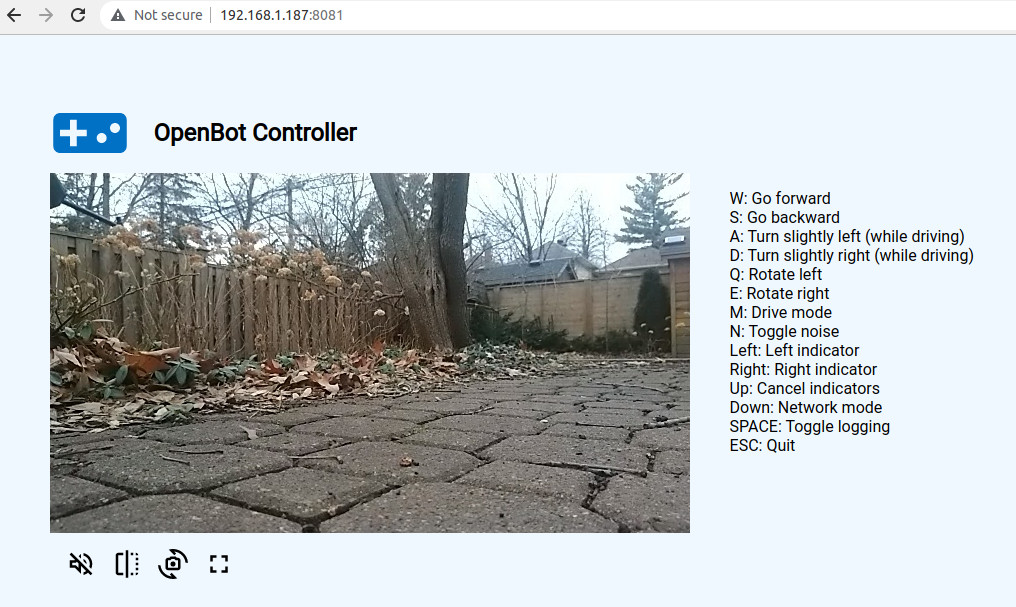 Not secure
192.168.1.187:8081
OpenBot Controller
W: Go forward
S: Go backward
A: Turn slightly left (while driving)
D: Turn slightly right (while driving)
Q: Rotate left
E: Rotate right
M: Drive mode
N: Toggle noise
Left: Left indicator
Right: Right indicator
Up: Cancel indicators
Down: Network mode
SPACE: Toggle logging
ESC: Quit